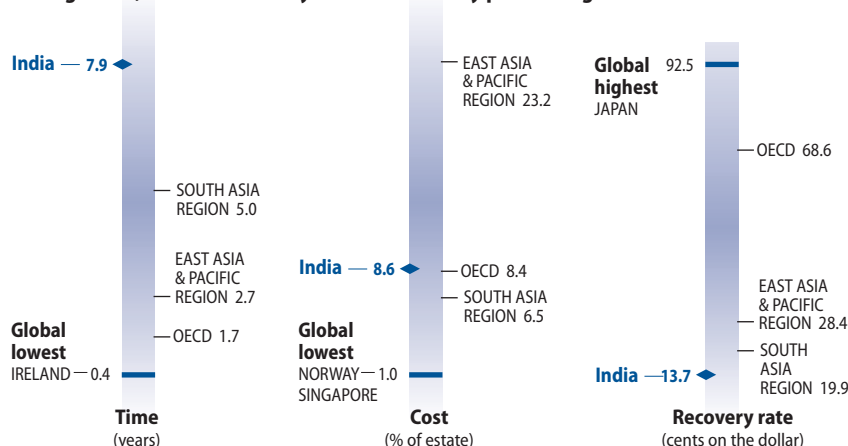 India — 7.9
SOUTH ASIA
REGION 5.0
EAST ASIA
& PACIFIC
REGION 2.7
OECD 1.7
Global
lowest
IRELAND — 0.4
Time
(years)
EAST ASIA
& PACIFIC
REGION 23.2
India — 8.6
OECD 8.4
SOUTH ASIA
REGION 6.5
Global
lowest
NORWAY — 1.0
SINGAPORE
Cost
(% of estate)
Global 92.5
highest
JAPAN
OECD 68.6
EAST ASIA
& PACIFIC
REGION 28.4
India —13.7
SOUTH
ASIA
REGION 19.9
Recovery rate
(cents on the dollar)